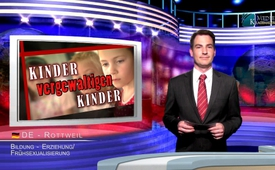 KINDER
vergewaltigen
KINDER
DE - ROTTWEIL
BILDUNG - ERZIEHUNG/
FRÜHSEXUALISIERUNG